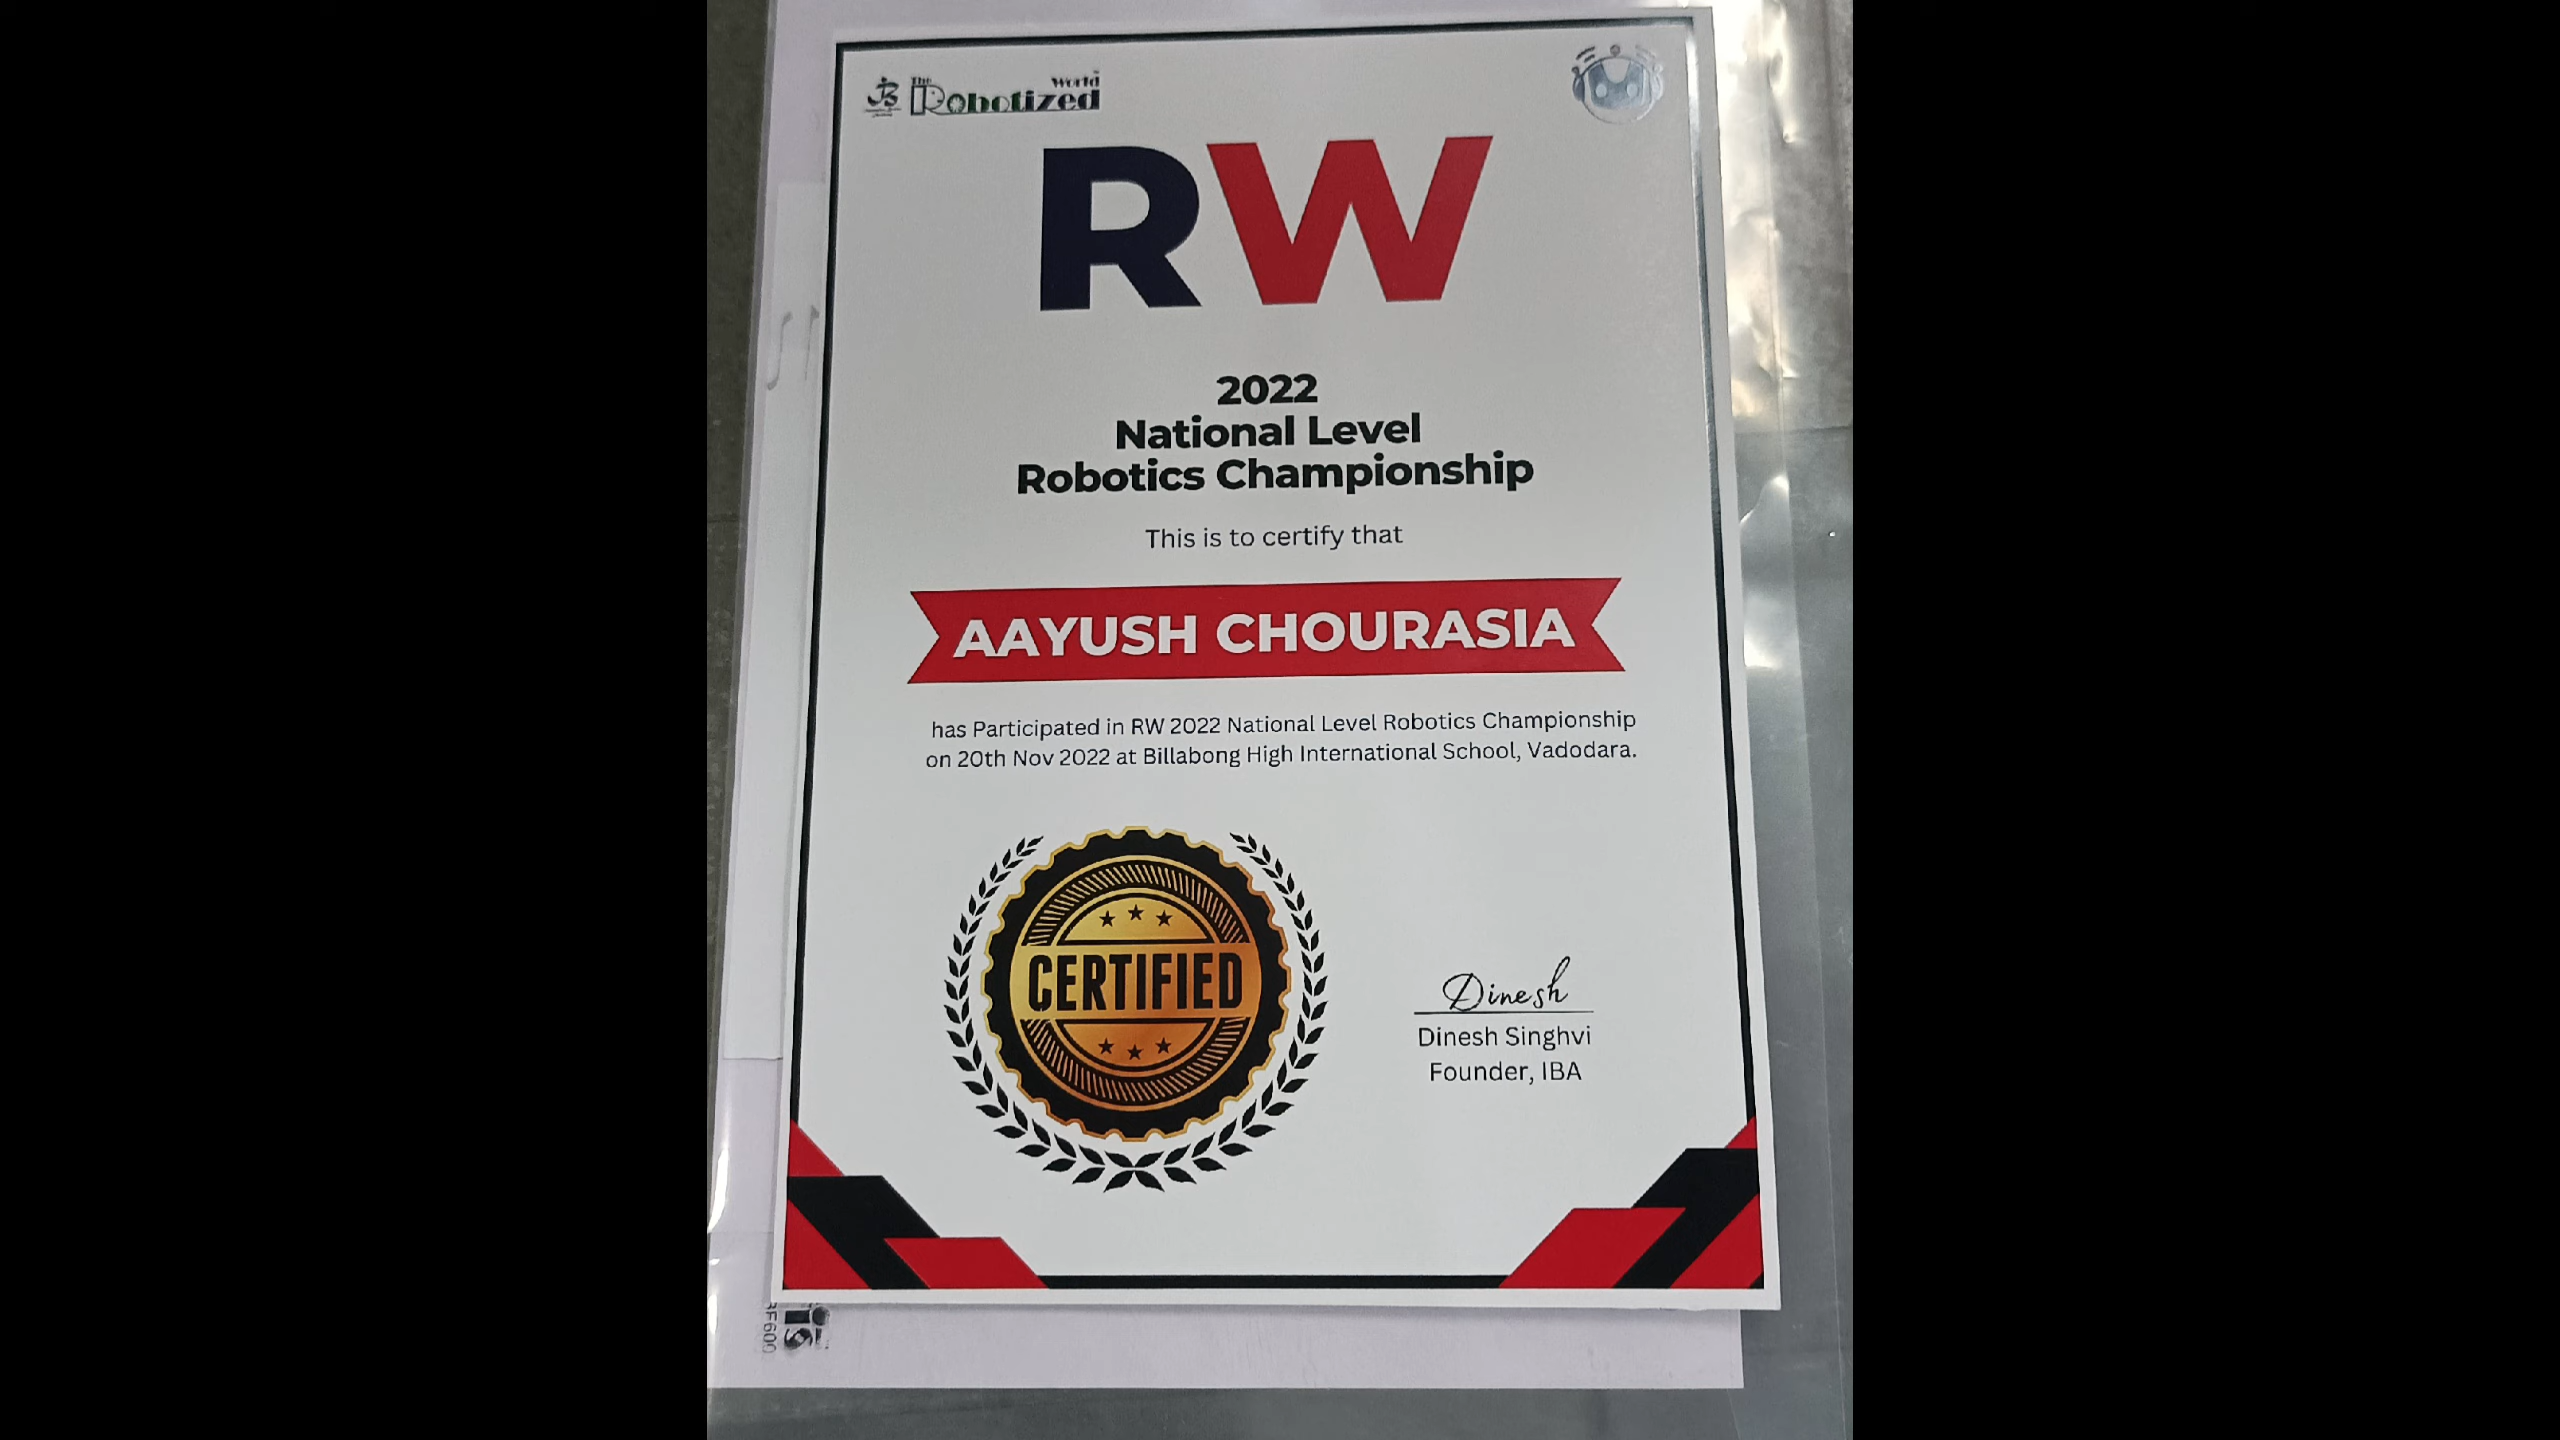 The Robotized World
RW
2022
National Level
Robotics Championship
This is to certify that
AAYUSH CHOURASIA
has Participated in RW 2022 National Level Robotics Championship
on 20th Nov 2022 at Billabong High International School, Vadodara.
CERTIFIED
Dinesh
Dinesh Singhvi
Founder, IBA